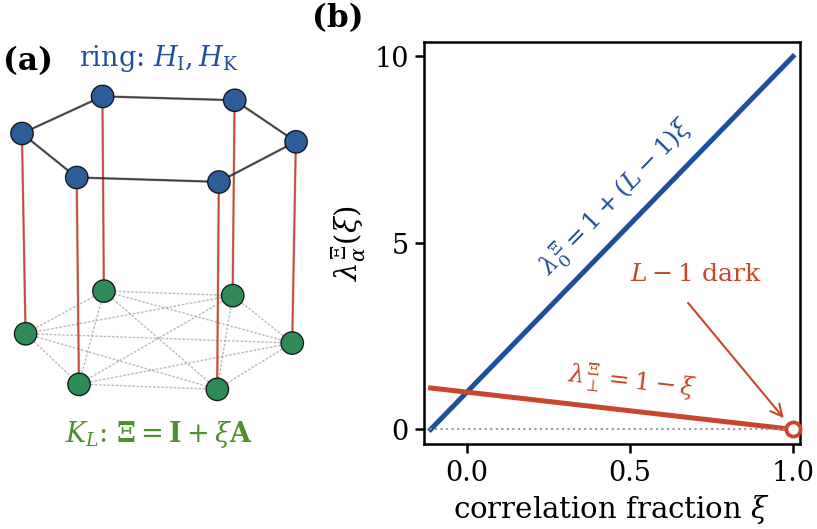 (a) ring: H_I, H_K
K_L: Ξ = I + ξA
(b)
10
5
0
λ_α^Ξ(ξ)
λ_0^Ξ = 1 + (L − 1)ξ
L − 1 dark
λ_⊥^Ξ = 1 − ξ
0.0 0.5 1.0
correlation fraction ξ